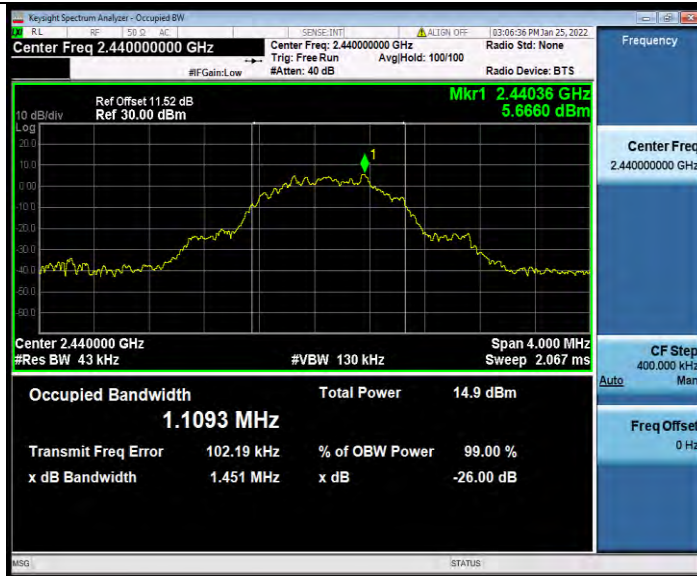 Keysight Spectrum Analyzer - Occupied BW
RL RF 50 Ω AC SENSE:INT ALIGN OFF 03:06:36 PM Jan 25, 2022
Center Freq 2.440000000 GHz
Center Freq: 2.440000000 GHz
Radio Std: None
Trig: Free Run Avg|Hold: 100/100
#IFGain:Low #Atten: 40 dB Radio Device: BTS
Frequency
Ref Offset 11.52 dB
Mkr1 2.44036 GHz
10 dB/div Ref 30.00 dBm
5.6660 dBm
Log
20.0
10.0
0.00
-10.0
-20.0
-30.0
-40.0
-50.0
-60.0
1
Center Freq
2.440000000 GHz
Center 2.440000 GHz Span 4.000 MHz
#Res BW 43 kHz #VBW 130 kHz Sweep 2.067 ms
CF Step
400.000 kHz
Auto Man
Occupied Bandwidth Total Power 14.9 dBm
1.1093 MHz
Transmit Freq Error 102.19 kHz % of OBW Power 99.00 %
x dB Bandwidth 1.451 MHz x dB -26.00 dB
Freq Offset
0 Hz
MSG STATUS